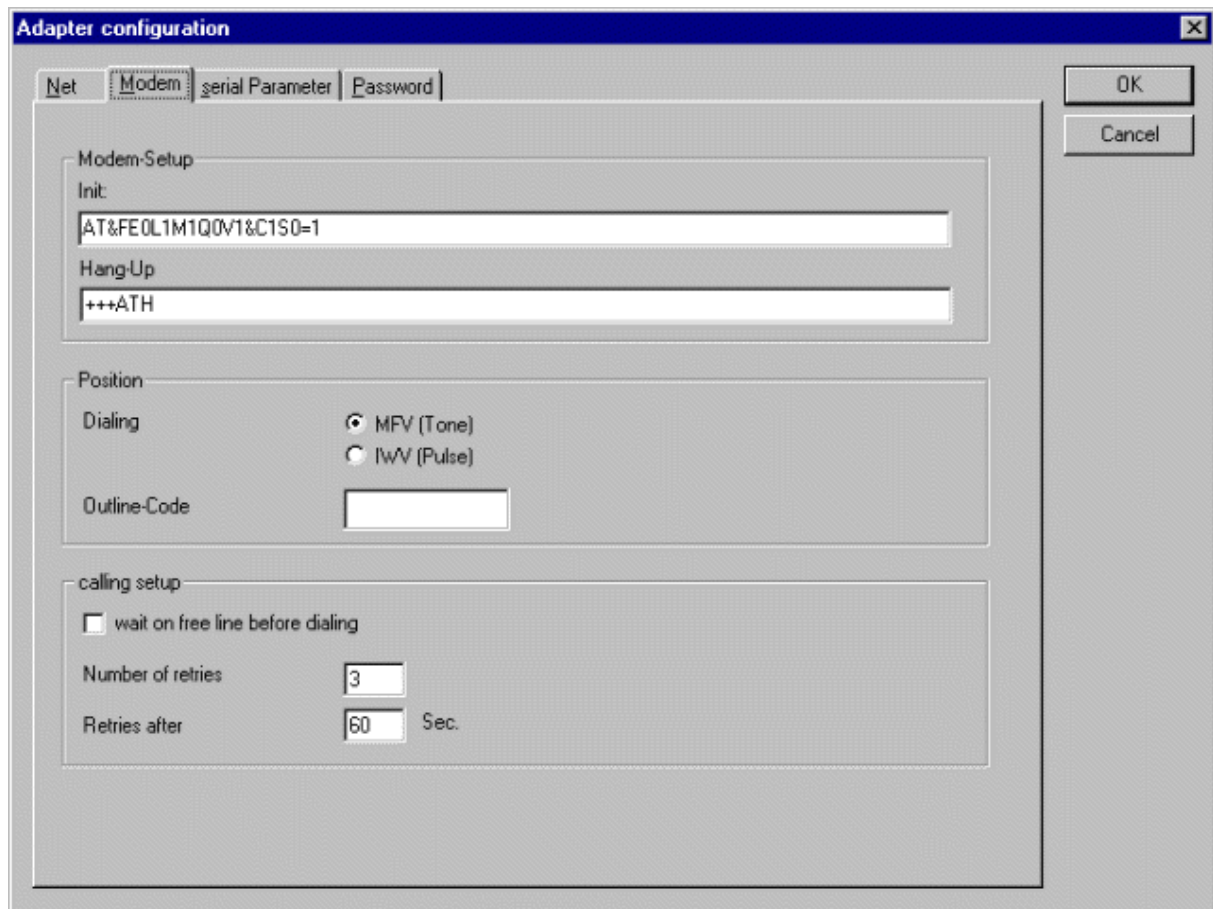 Adapter configuration
Net Modem serial Parameter Password
OK
Cancel
Modem-Setup
Init:
AT&FE0L1M1Q0V1&C1S0=1
Hang-Up
+++ATH
Position
Dialing
MFV (Tone)
IWV (Pulse)
Outline-Code
calling setup
wait on free line before dialing
Number of retries 3
Retries after 60 Sec.